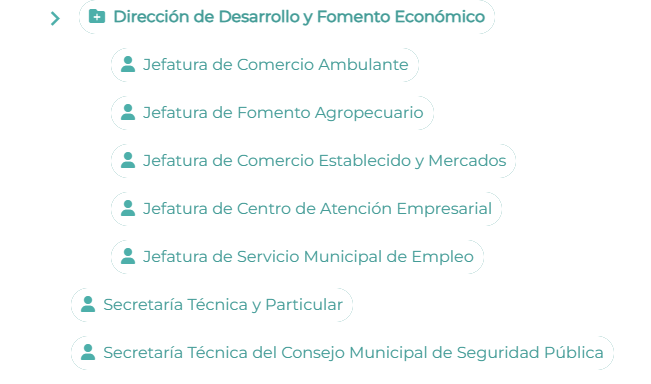 Dirección de Desarrollo y Fomento Económico
Jefatura de Comercio Ambulante
Jefatura de Fomento Agropecuario
Jefatura de Comercio Establecido y Mercados
Jefatura de Centro de Atención Empresarial
Jefatura de Servicio Municipal de Empleo
Secretaría Técnica y Particular
Secretaría Técnica del Consejo Municipal de Seguridad Pública